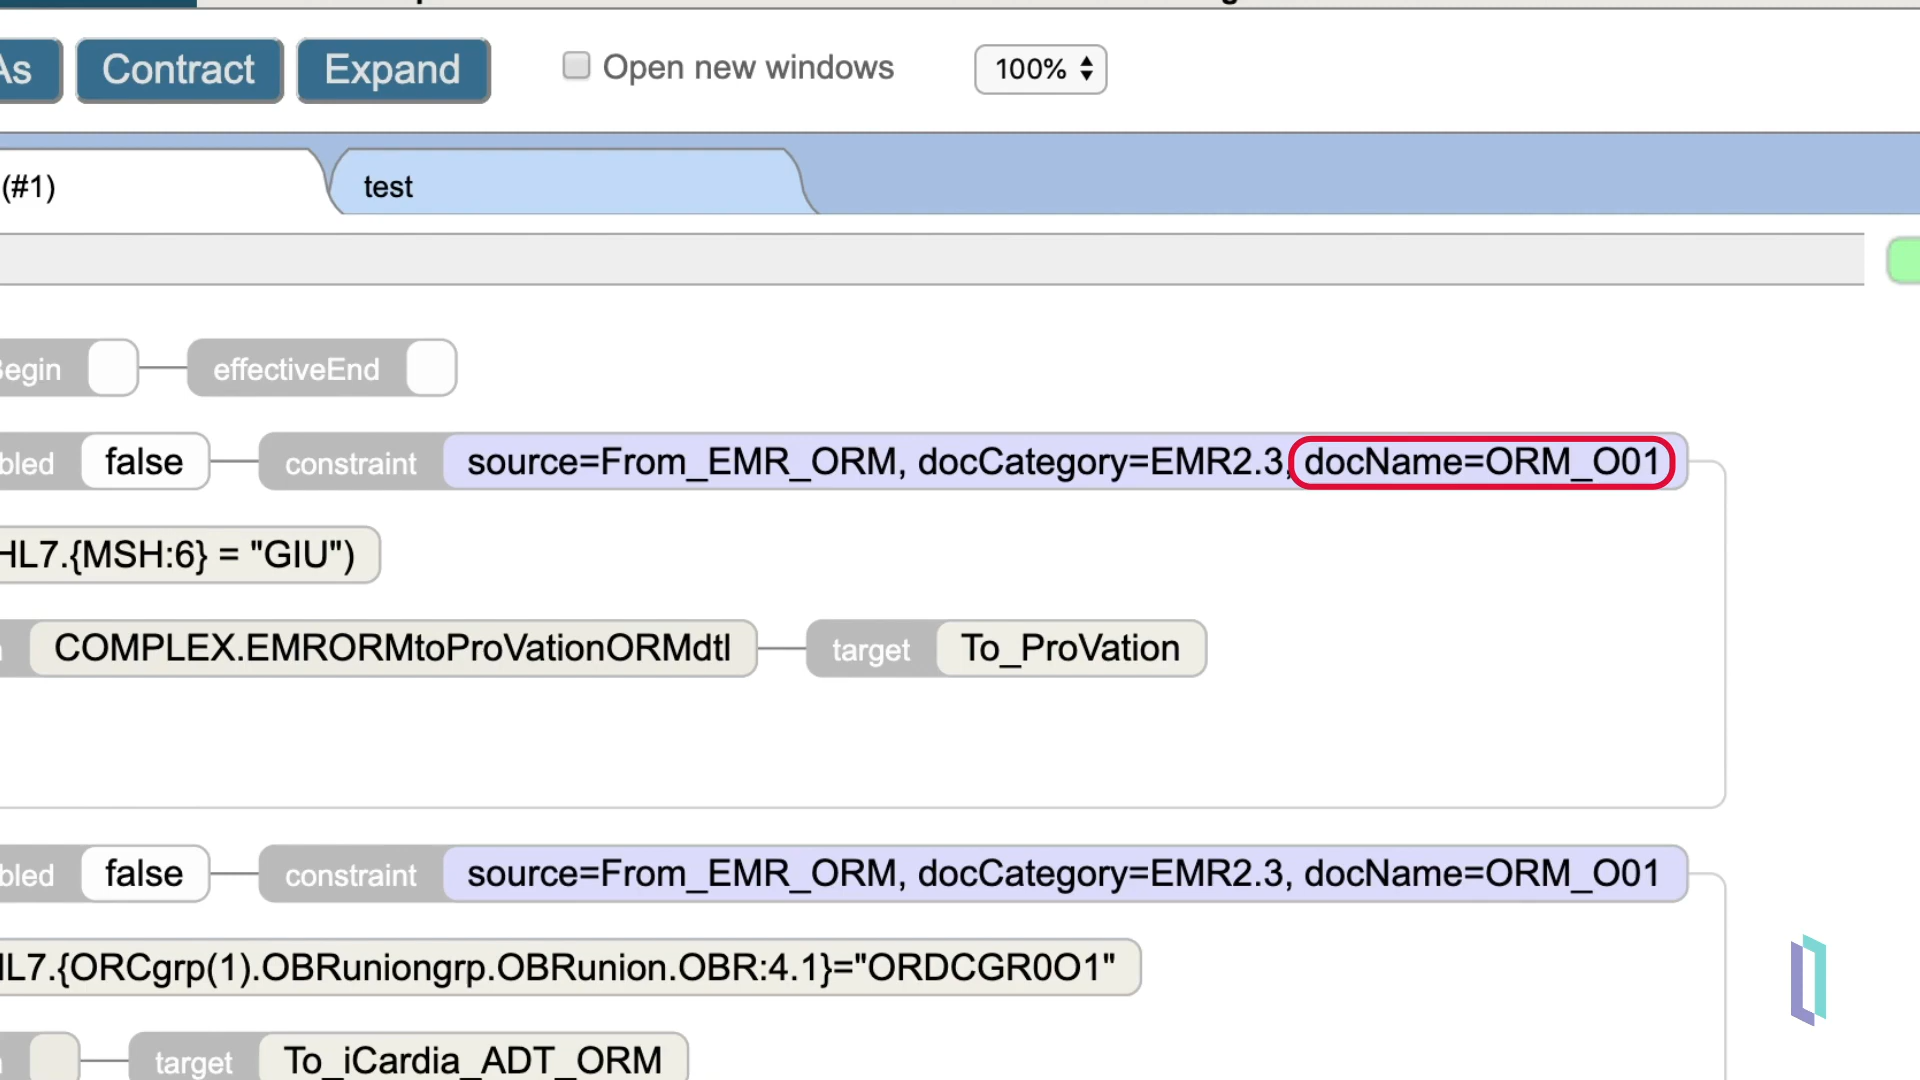 As Contract Expand Open new windows 100%
(#1) test
Begin effectiveEnd
bled false constraint source=From_EMR_ORM, docCategory=EMR2.3, docName=ORM_O01
HL7.{MSH:6} = "GIU")
COMPLEX.EMRORMtoProVationORMdtl target To_ProVation
bled false constraint source=From_EMR_ORM, docCategory=EMR2.3, docName=ORM_O01
HL7.{ORCgrp(1).OBRuniongrp.OBRunion.OBR:4.1}="ORDCGR0O1"
target To_iCardia_ADT_ORM